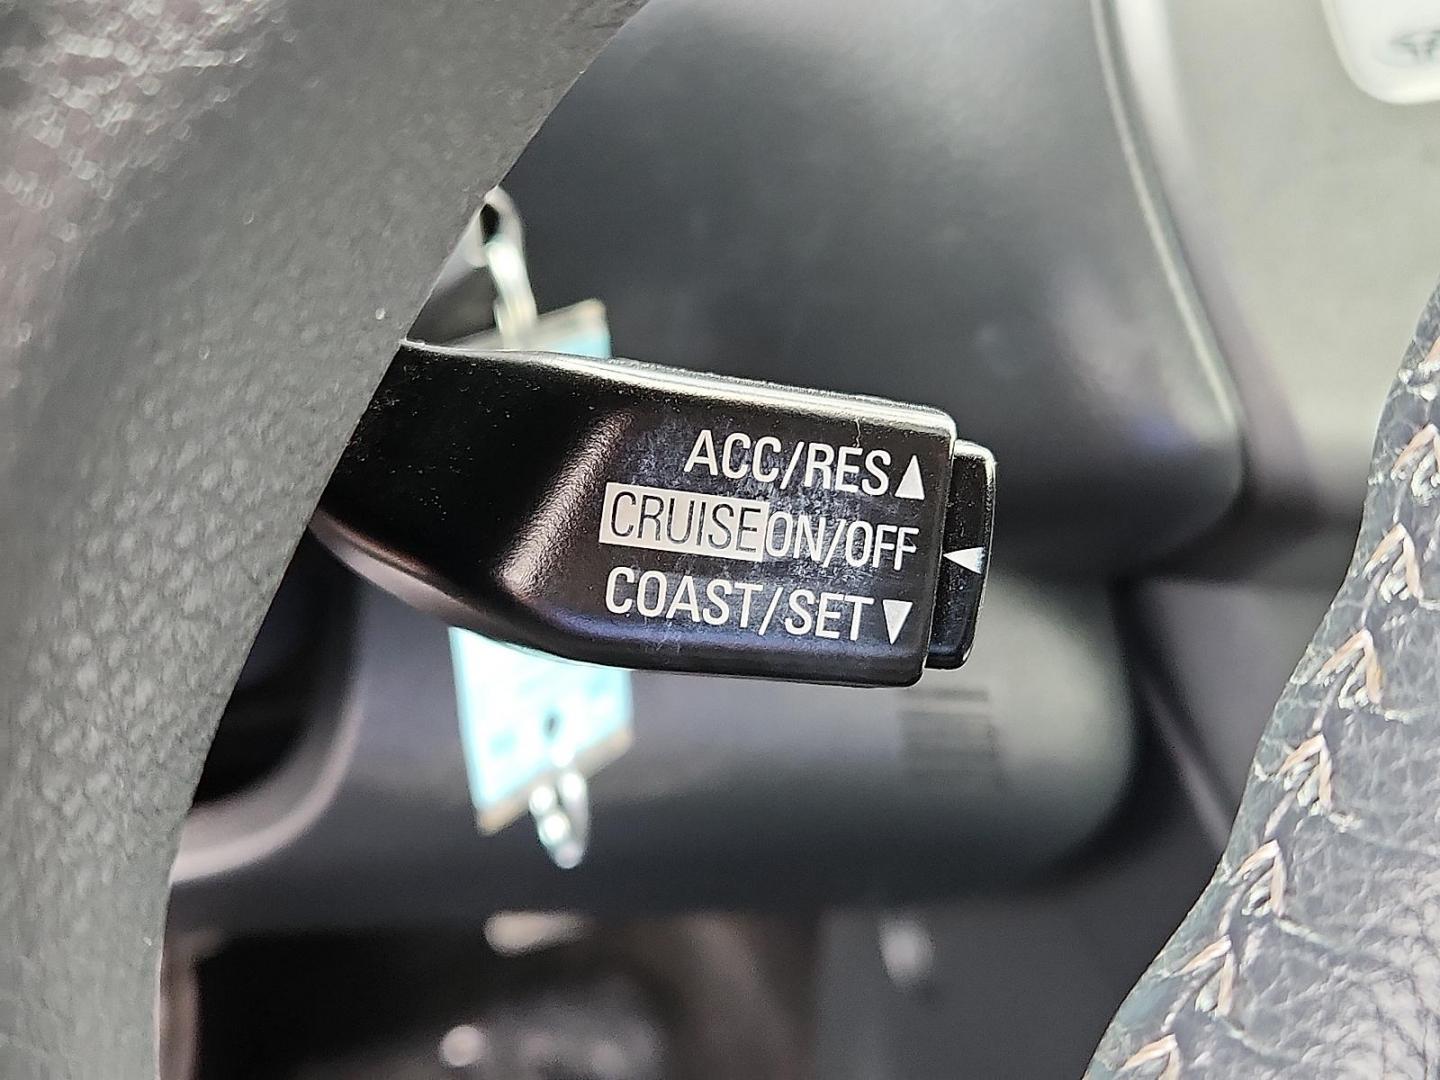 ACC/RES▲
CRUISE ON/OFF
COAST/SET▼